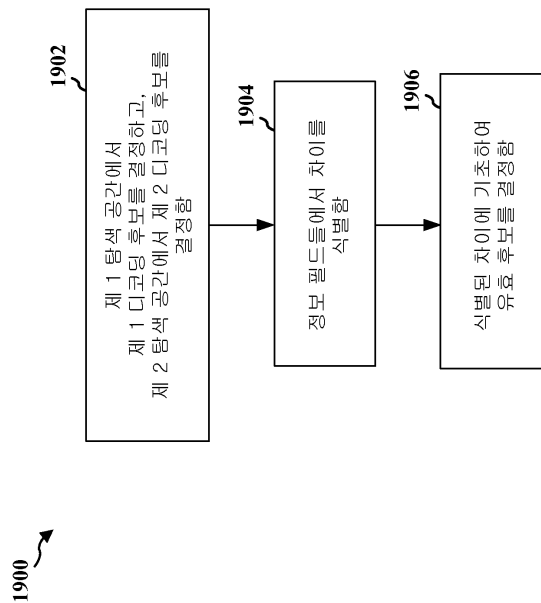 1900
1902
제 1 탐색 공간에서
제 1 디코딩 후보를 결정하고,
제 2 탐색 공간에서 제 2 디코딩 후보를
결정함
1904
정보 필드들에서 차이를
식별함
1906
식별된 차이에 기초하여
유효 후보를 결정함